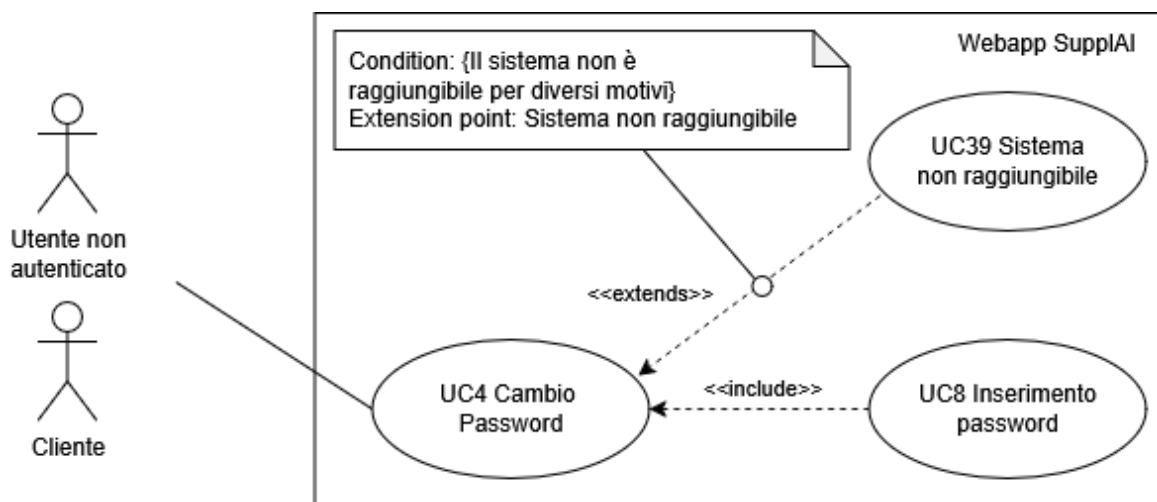 Webapp SupplAI
Condition: {Il sistema non è
raggiungibile per diversi motivi}
Extension point: Sistema non raggiungibile
UC39 Sistema
non raggiungibile
Utente non
autenticato
<<extends>>
UC4 Cambio
Password
<<include>>
UC8 Inserimento
password
Cliente